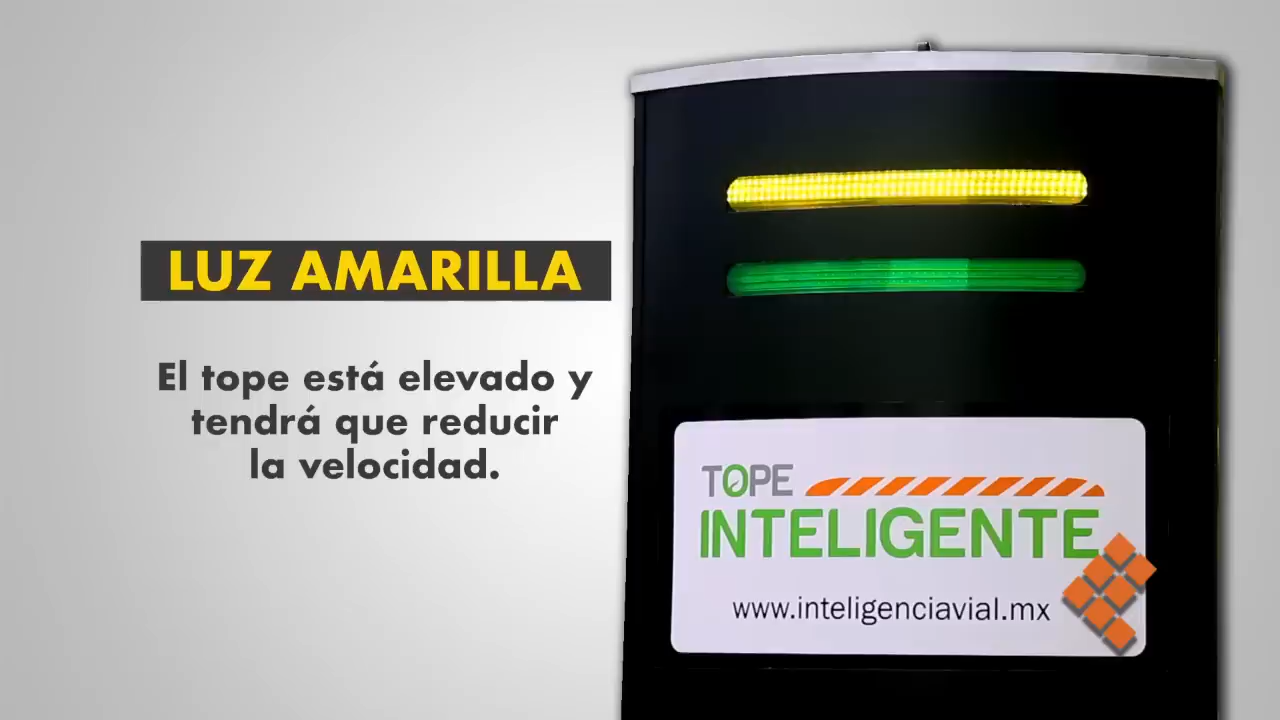 LUZ AMARILLA
El tope está elevado y
tendrá que reducir
la velocidad.
TOPE
INTELIGENTE
www.inteligenciavial.mx